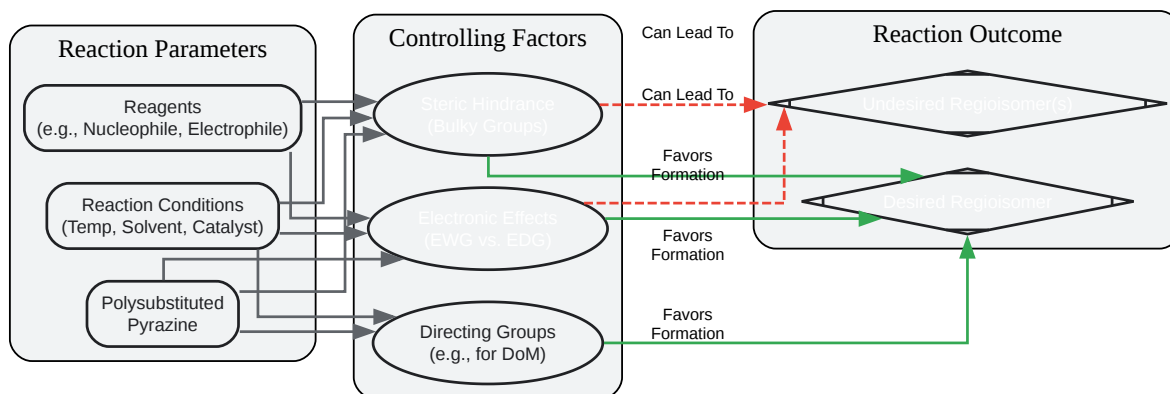 Reaction Parameters
Reagents
(e.g., Nucleophile, Electrophile)
Reaction Conditions
(Temp, Solvent, Catalyst)
Polysubstituted
Pyrazine
Controlling Factors
Steric Hindrance
(Bulky Groups)
Electronic Effects
(EWG vs. EDG)
Directing Groups
(e.g., for DoM)
Can Lead To
Can Lead To
Favors
Formation
Favors
Formation
Favors
Formation
Reaction Outcome
Undesired Regioisomer(s)
Desired Regioisomer